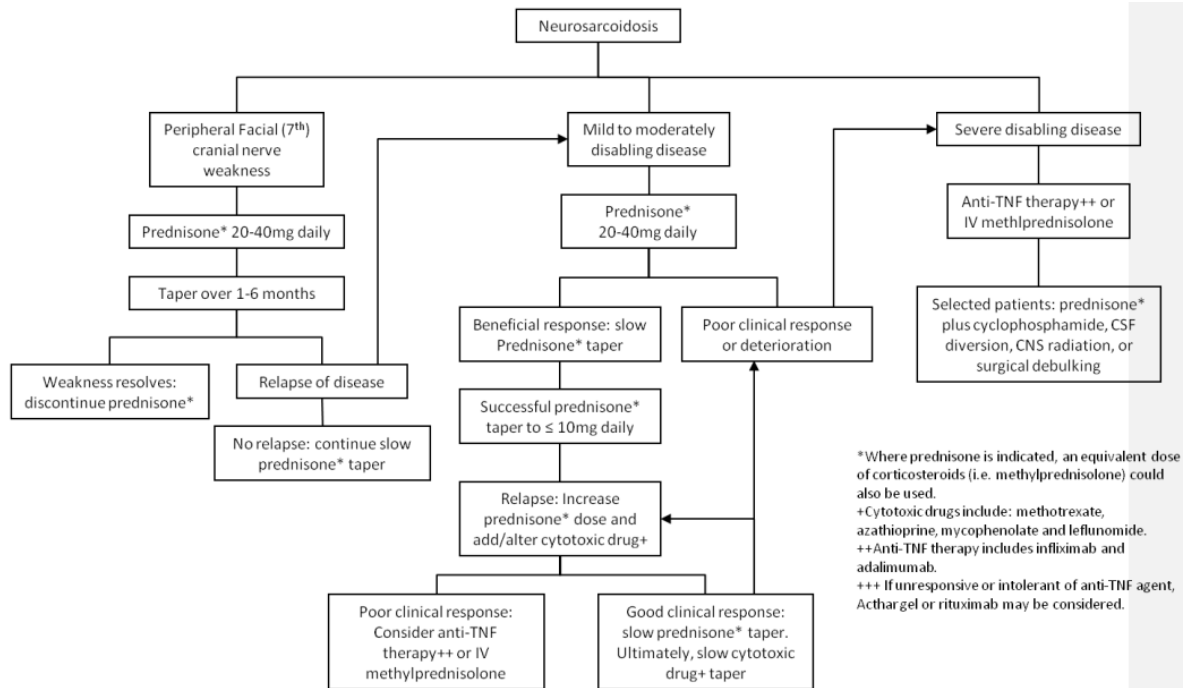 Neurosarcoidosis
Peripheral Facial (7th)
cranial nerve
weakness
Prednisone* 20-40mg daily
Taper over 1-6 months
Weakness resolves:
discontinue prednisone*
Relapse of disease
No relapse: continue slow
prednisone* taper
Mild to moderately
disabling disease
Prednisone*
20-40mg daily
Beneficial response: slow
Prednisone* taper
Successful prednisone*
taper to ≤ 10mg daily
Relapse: Increase
prednisone* dose and
add/alter cytotoxic drug+
Poor clinical response:
Consider anti-TNF
therapy++ or IV
methylprednisolone
Good clinical response:
slow prednisone* taper.
Ultimately, slow cytotoxic
drug+ taper
Poor clinical response
or deterioration
Severe disabling disease
Anti-TNF therapy++ or
IV methlprednisolone
Selected patients: prednisone*
plus cyclophosphamide, CSF
diversion, CNS radiation, or
surgical debulking
*Where prednisone is indicated, an equivalent dose
of corticosteroids (i.e. methylprednisolone) could
also be used.
+Cytotoxic drugs include: methotrexate,
azathioprine, mycophenolate and leflunomide.
++Anti-TNF therapy includes infliximab and
adalimumab.
+++ If unresponsive or intolerant of anti-TNF agent,
Acthargel or rituximab may be considered.